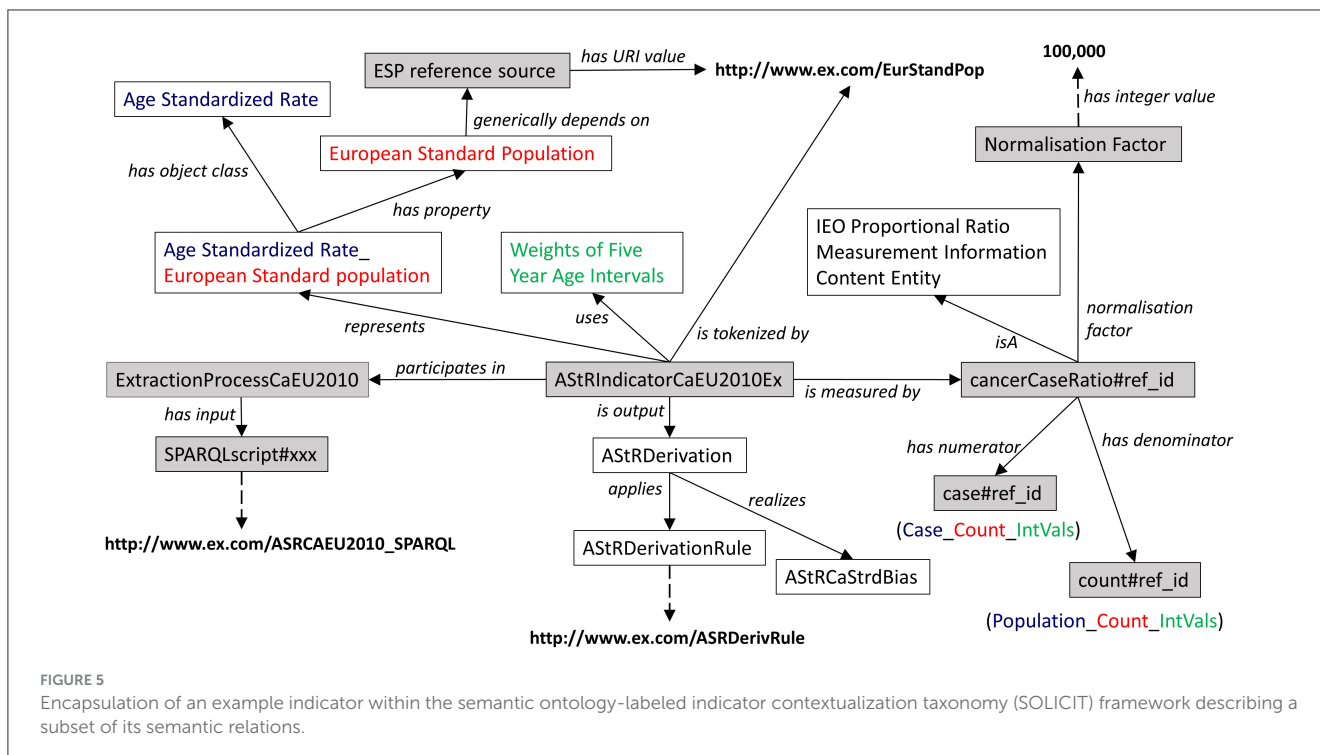 100,000
has URI value
ESP reference source
http://www.ex.com/EurStandPop
Age Standardized Rate
has integer value
generically depends on
Normalisation Factor
European Standard Population
has object class
has property
IEO Proportional Ratio
Measurement Information
Content Entity
Age Standardized Rate_
European Standard population
Weights of Five
Year Age Intervals
normalisation
factor
uses
represents
is tokenized by
isA
participates in
ExtractionProcessCaEU2010
AStRIndicatorCaEU2010Ex
is measured by
cancerCaseRatio#ref_id
has input
is output
has numerator
has denominator
SPARQLscript#xxx
AStRDerivation
applies
realizes
case#ref_id
(Case_Count_IntVals)
http://www.ex.com/ASRCAEU2010_SPARQL
AStRDerivationRule
AStRCaStrdBias
count#ref_id
(Population_Count_IntVals)
http://www.ex.com/ASRDerivRule
FIGURE 5
Encapsulation of an example indicator within the semantic ontology-labeled indicator contextualization taxonomy (SOLICIT) framework describing a
subset of its semantic relations.